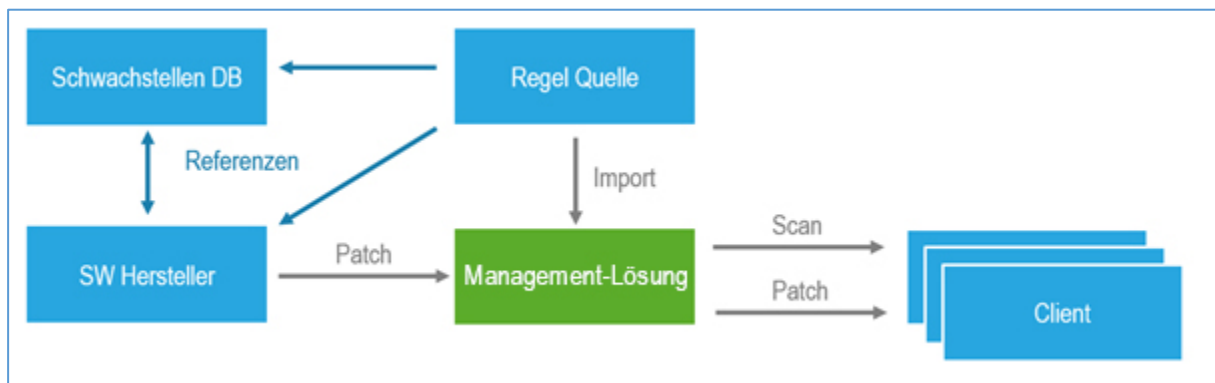 Schwachstellen DB
Regel Quelle
Referenzen
Import
SW Hersteller
Patch
Management-Lösung
Scan
Patch
Client